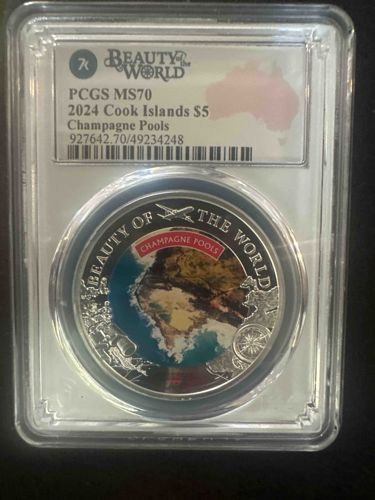 7k
BEAUTY of the
WORLD
PCGS MS70
2024 Cook Islands $5
Champagne Pools
927642.70/49234248
BEAUTY OF THE WORLD
CHAMPAGNE POOLS